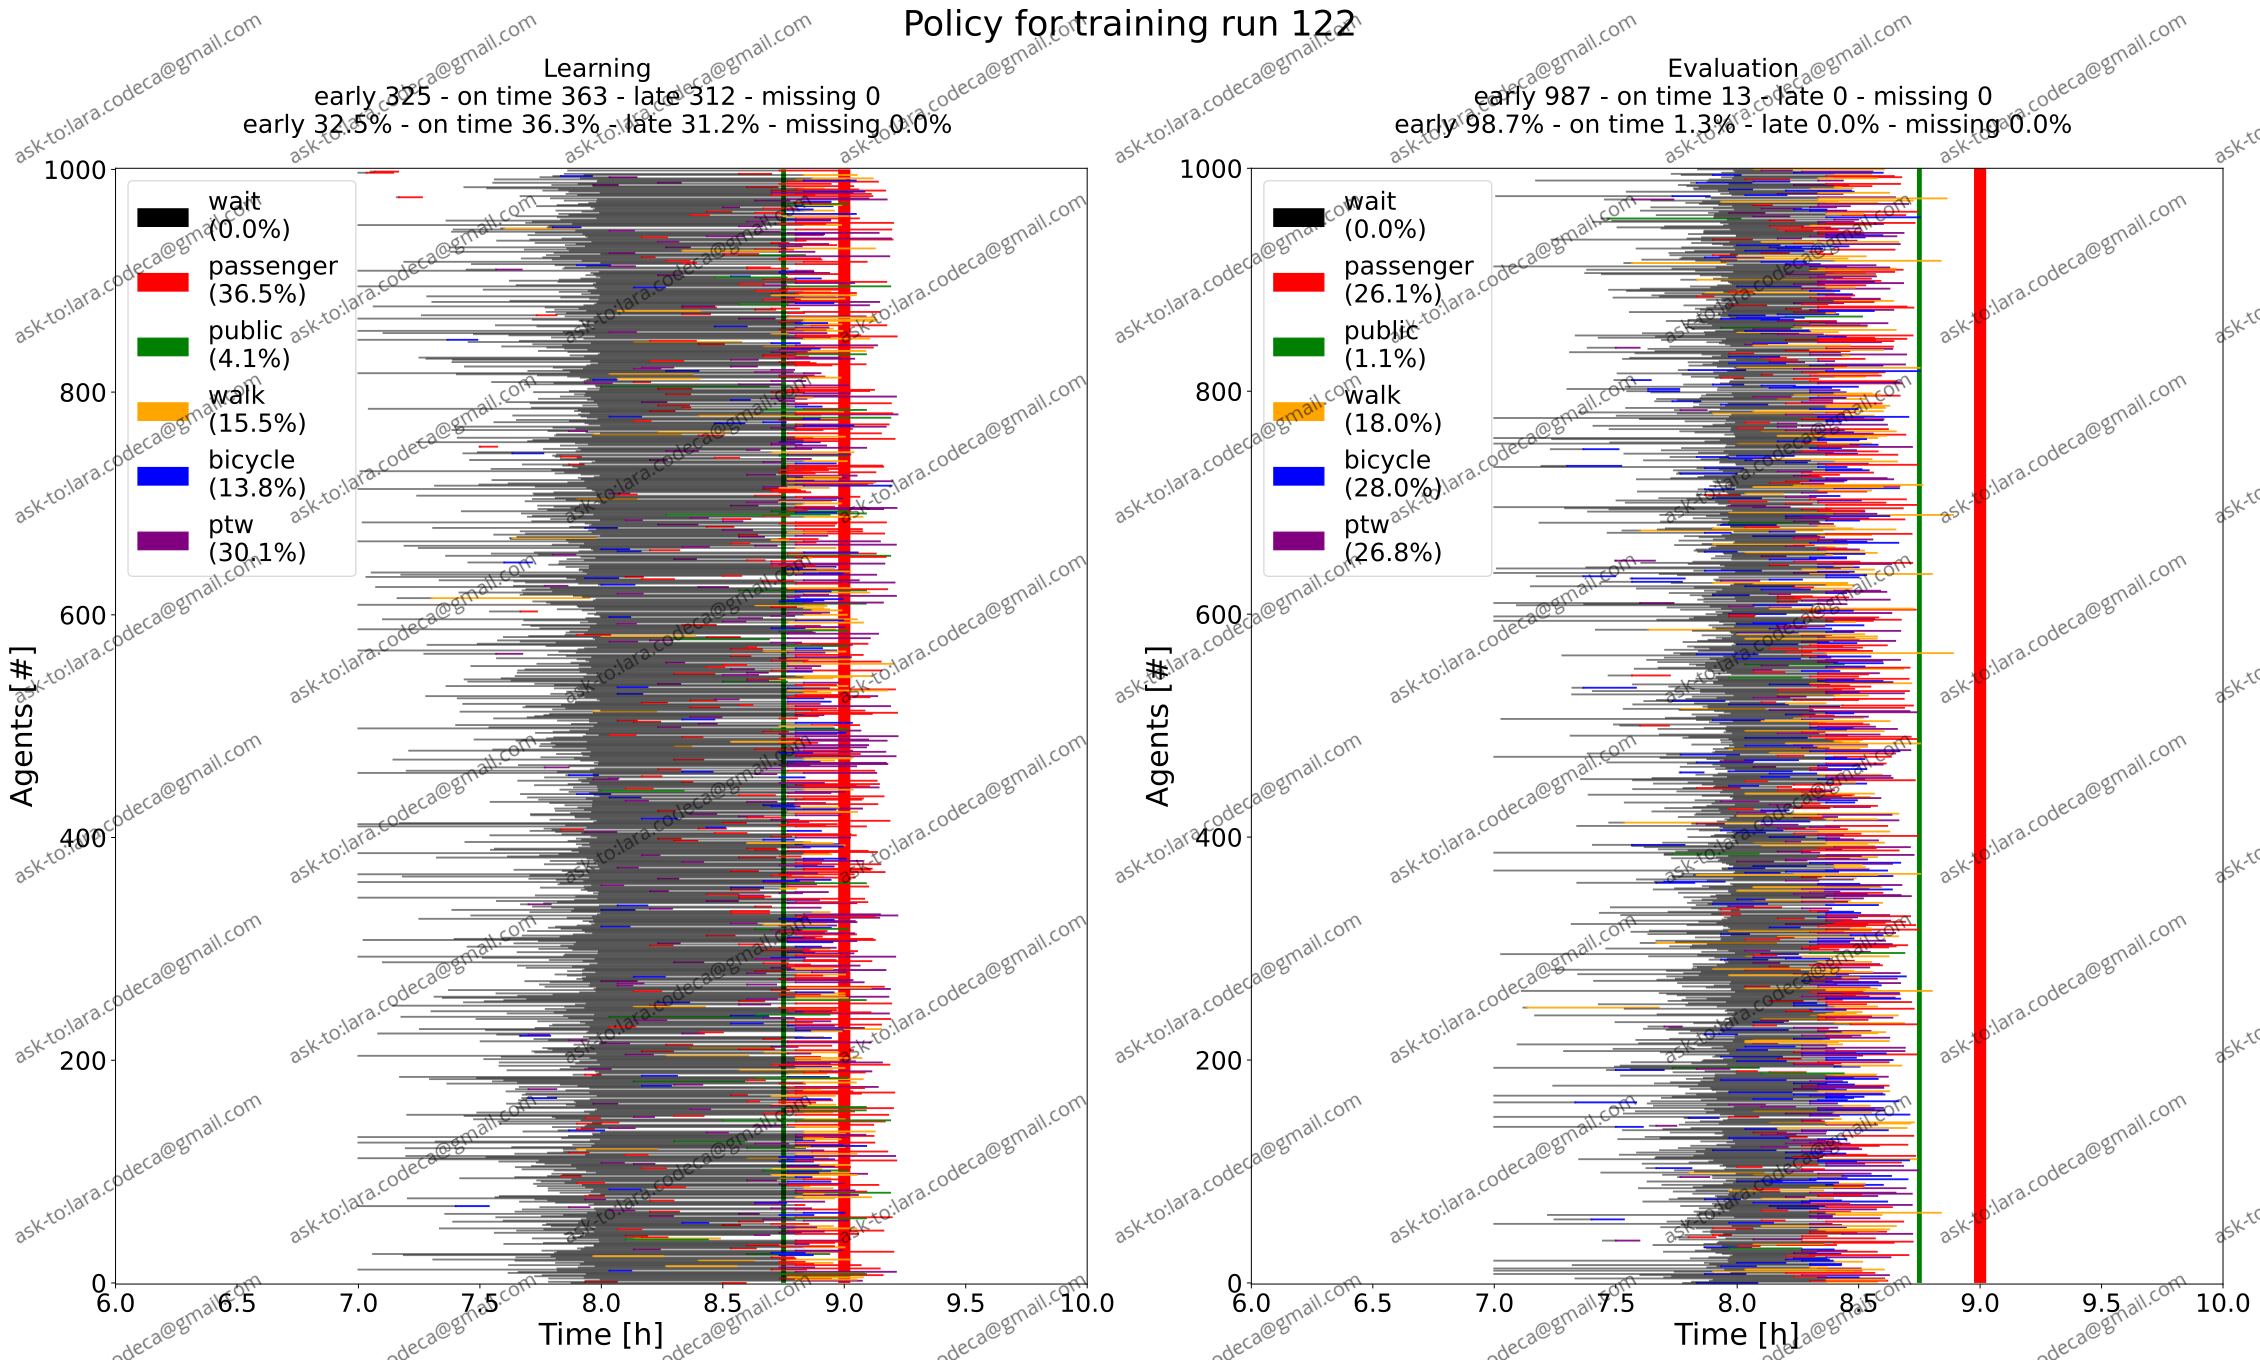 Policy for training run 122
Learning
early 325 - on time 363 - late 312 - missing 0
early 32.5% - on time 36.3% - late 31.2% - missing 0.0%
Evaluation
early 987 - on time 13 - late 0 - missing 0
early 98.7% - on time 1.3% - late 0.0% - missing 0.0%
Agents [#]
1000
800
600
400
200
0
wait
(0.0%)
passenger
(36.5%)
public
(4.1%)
walk
(15.5%)
bicycle
(13.8%)
ptw
(30.1%)
6.0 6.5 7.0 7.5 8.0 8.5 9.0 9.5 10.0
Time [h]
Agents [#]
1000
800
600
400
200
0
wait
(0.0%)
passenger
(26.1%)
public
(1.1%)
walk
(18.0%)
bicycle
(28.0%)
ptw
(26.8%)
6.0 6.5 7.0 7.5 8.0 8.5 9.0 9.5 10.0
Time [h]
ask-to:lara.codeca@gmail.com